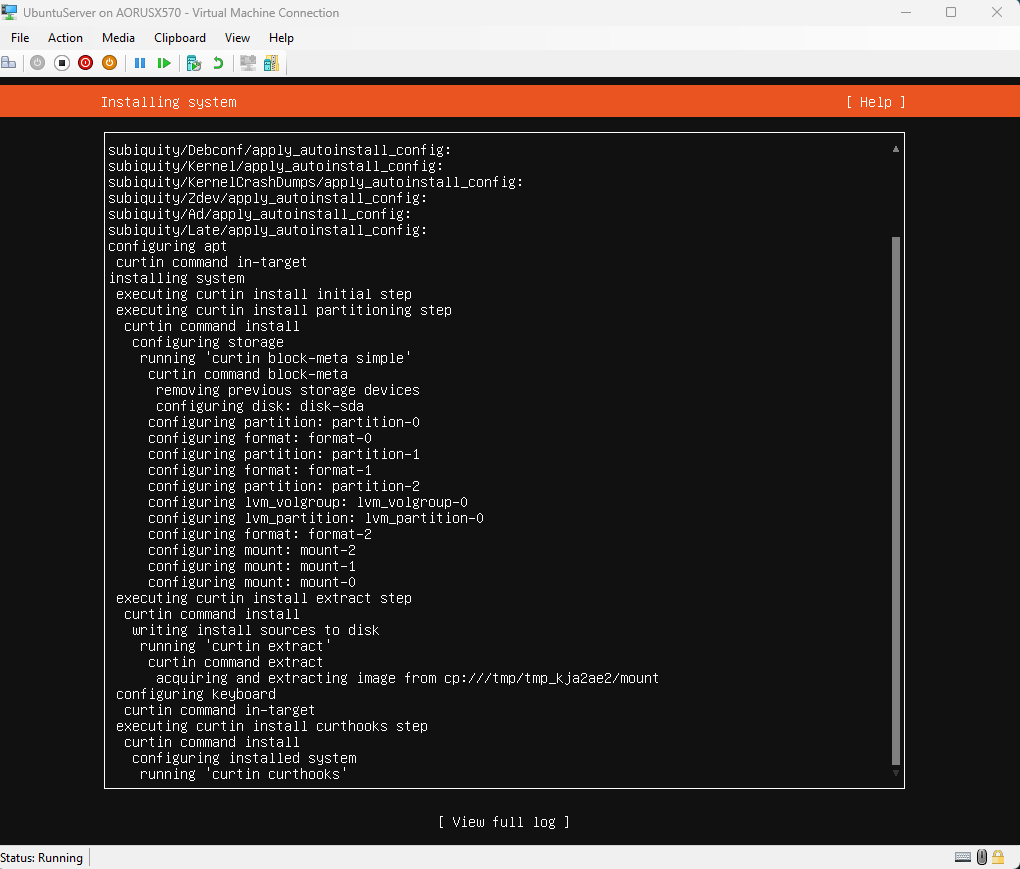 UbuntuServer on AORUSX570 - Virtual Machine Connection
File Action Media Clipboard View Help
Installing system [ Help ]
subiquity/Debconf/apply_autoinstall_config:
subiquity/Kernel/apply_autoinstall_config:
subiquity/KernelCrashDumps/apply_autoinstall_config:
subiquity/Zdev/apply_autoinstall_config:
subiquity/Ad/apply_autoinstall_config:
subiquity/Late/apply_autoinstall_config:
configuring apt
curtin command in-target
installing system
executing curtin install initial step
executing curtin install partitioning step
curtin command install
configuring storage
running 'curtin block-meta simple'
curtin command block-meta
removing previous storage devices
configuring disk: disk-sda
configuring partition: partition-0
configuring format: format-0
configuring partition: partition-1
configuring format: format-1
configuring partition: partition-2
configuring lvm_volgroup: lvm_volgroup-0
configuring lvm_partition: lvm_partition-0
configuring format: format-2
configuring mount: mount-2
configuring mount: mount-1
configuring mount: mount-0
executing curtin install extract step
curtin command install
writing install sources to disk
running 'curtin extract'
curtin command extract
acquiring and extracting image from cp:///tmp/tmp_kja2ae2/mount
configuring keyboard
curtin command in-target
executing curtin install curthooks step
curtin command install
configuring installed system
running 'curtin curthooks'
[ View full log ]
Status: Running